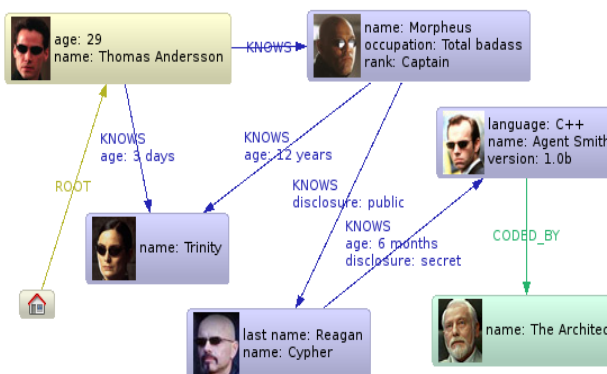 age: 29
name: Thomas Andersson
KNOWS
name: Morpheus
occupation: Total badass
rank: Captain
language: C++
name: Agent Smith
version: 1.0b
KNOWS
age: 3 days
KNOWS
age: 12 years
ROOT
KNOWS
disclosure: public
KNOWS
age: 6 months
disclosure: secret
CODED_BY
name: Trinity
last name: Reagan
name: Cypher
name: The Architec